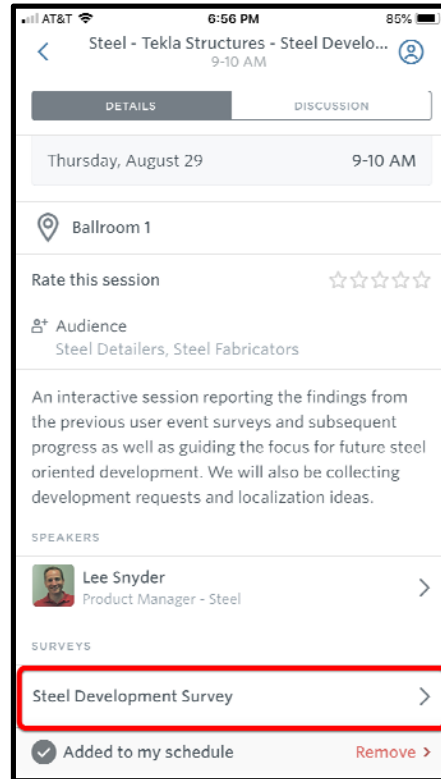 AT&T 6:56 PM 85%
Steel - Tekla Structures - Steel Develo...
9-10 AM
DETAILS DISCUSSION
Thursday, August 29 9-10 AM
Ballroom 1
Rate this session
Audience
Steel Detailers, Steel Fabricators
An interactive session reporting the findings from
the previous user event surveys and subsequent
progress as well as guiding the focus for future steel
oriented development. We will also be collecting
development requests and localization ideas.
SPEAKERS
Lee Snyder
Product Manager - Steel
SURVEYS
Steel Development Survey
Added to my schedule Remove >